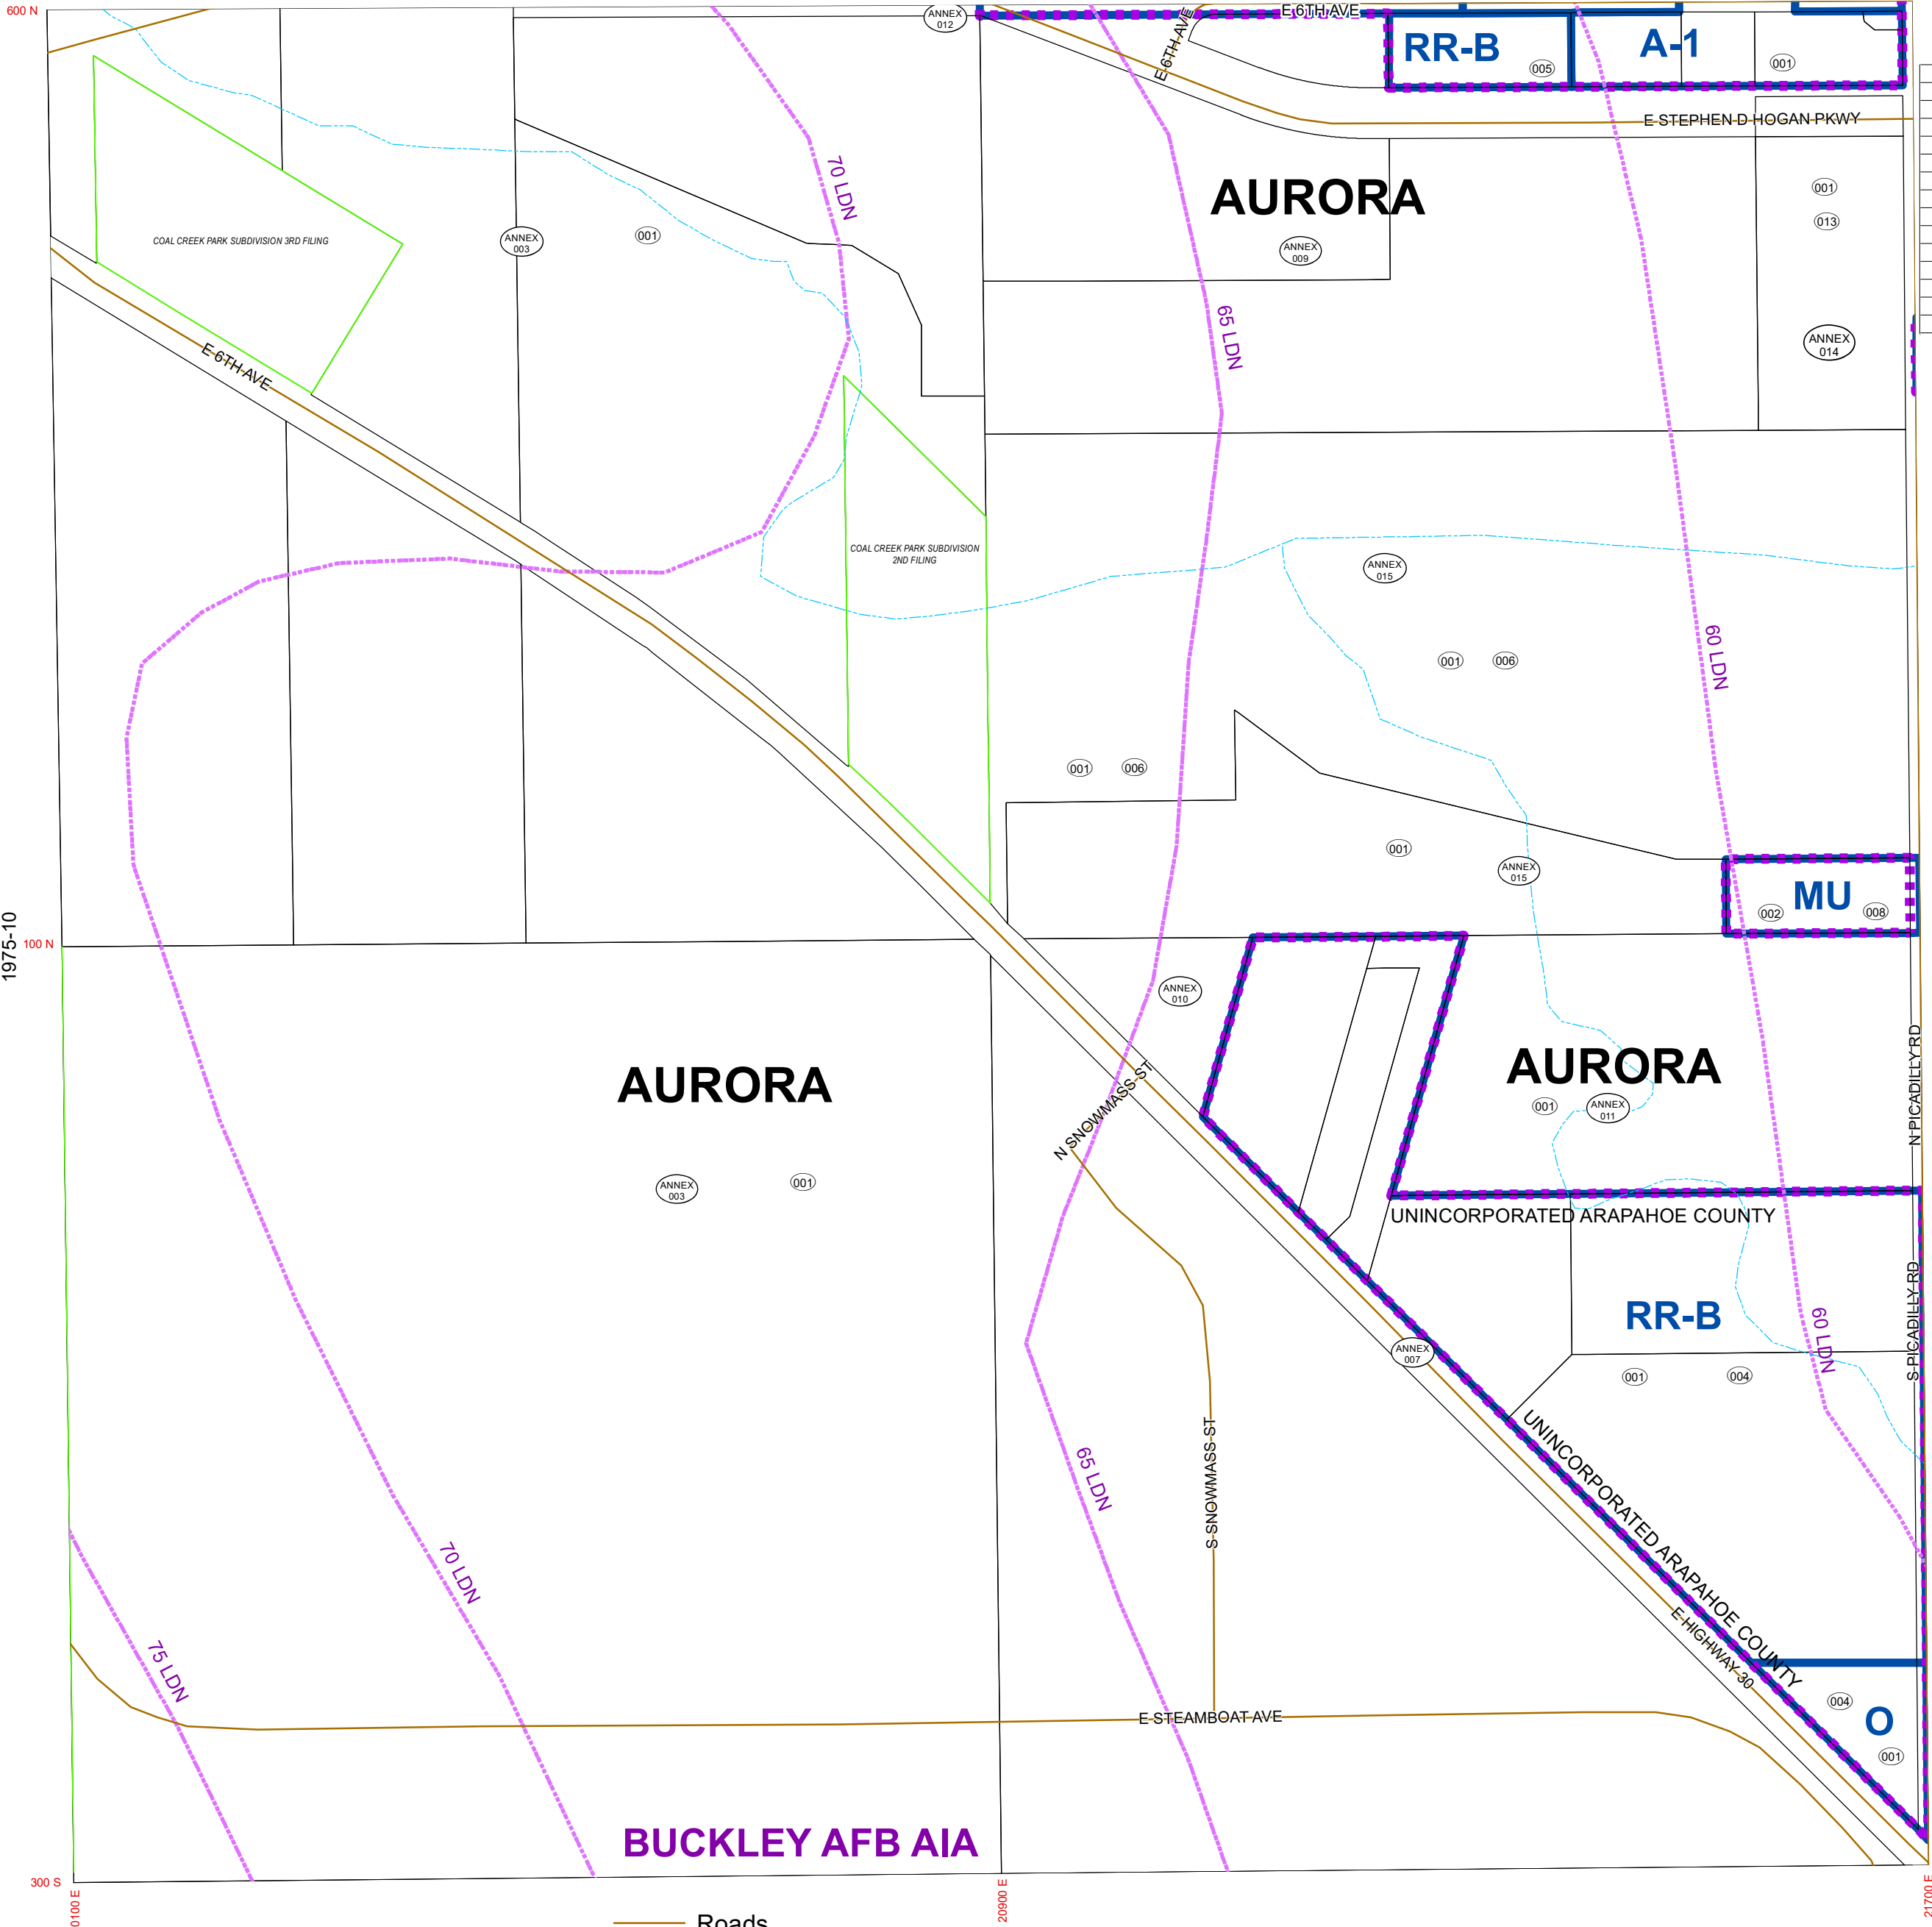 600 N
ANNEX
012
E 6TH AVE
E 6TH AVE
RR-B
005
A-1
001
E STEPHEN D HOGAN PKWY
70 LDN
AURORA
001
013
COAL CREEK PARK SUBDIVISION 3RD FILING
ANNEX
003
001
ANNEX
009
65 LDN
ANNEX
014
E 6TH AVE
COAL CREEK PARK SUBDIVISION
2ND FILING
ANNEX
015
60 LDN
001
006
001
006
001
ANNEX
015
MU
002
008
1975-10
100 N
ANNEX
010
AURORA
AURORA
N SNOWMASS ST
001
ANNEX
011
N PICADILLY RD
ANNEX
003
001
UNINCORPORATED ARAPAHOE COUNTY
RR-B
S PICADILLY RD
60 LDN
ANNEX
007
001
004
65 LDN
S SNOWMASS ST
UNINCORPORATED ARAPAHOE COUNTY
70 LDN
E HIGHWAY 30
75 LDN
004
O
E STEAMBOAT AVE
001
BUCKLEY AFB AIA
300 S
0100 E
20900 E
21700 E
Roads